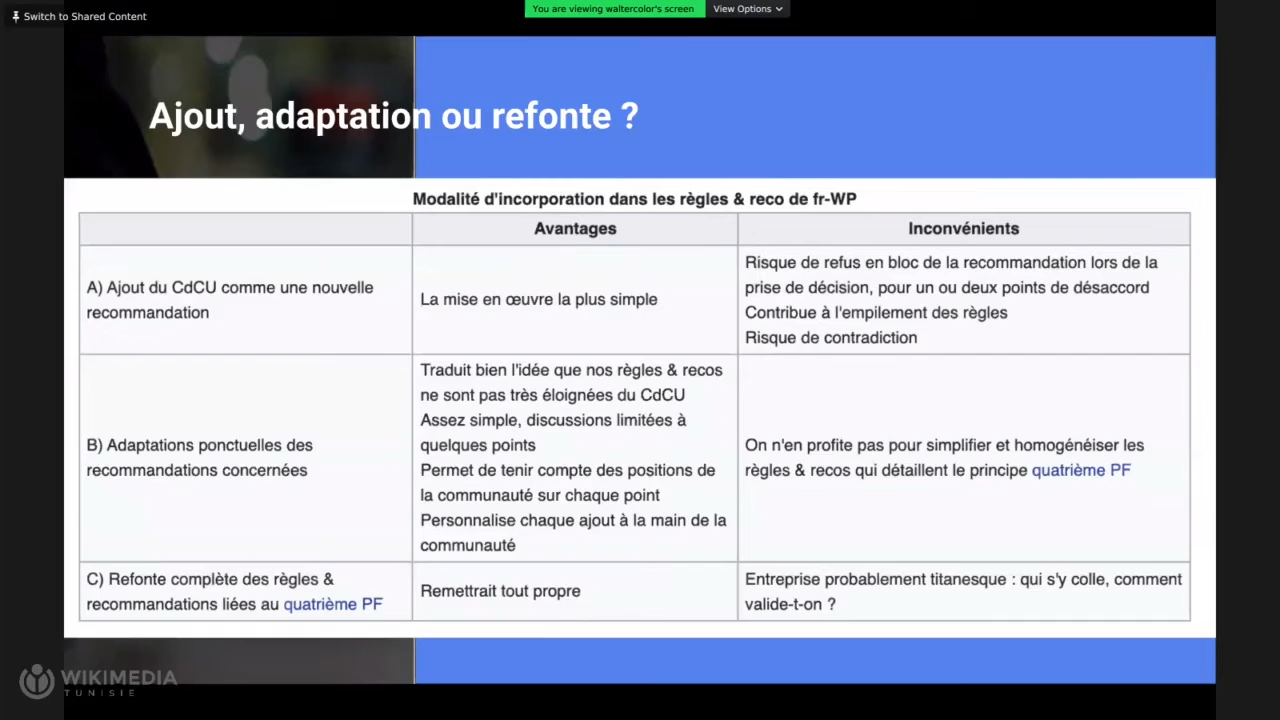 Switch to Shared Content
You are viewing waltercolor's screen
View Options
Ajout, adaptation ou refonte ?
Modalité d'incorporation dans les règles & reco de fr-WP
Avantages
Inconvénients
A) Ajout du CdCU comme une nouvelle
recommandation
La mise en œuvre la plus simple
Risque de refus en bloc de la recommandation lors de la
prise de décision, pour un ou deux points de désaccord
Contribue à l'empilement des règles
Risque de contradiction
B) Adaptations ponctuelles des
recommandations concernées
Traduit bien l'idée que nos règles & recos
ne sont pas très éloignées du CdCU
Assez simple, discussions limitées à
quelques points
Permet de tenir compte des positions de
la communauté sur chaque point
Personnalise chaque ajout à la main de la
communauté
On n'en profite pas pour simplifier et homogénéiser les
règles & recos qui détaillent le principe quatrième PF
C) Refonte complète des règles &
recommandations liées au quatrième PF
Remettrait tout propre
Entreprise probablement titanesque : qui s'y colle, comment
valide-t-on ?
WIKIMEDIA
TUNISIE